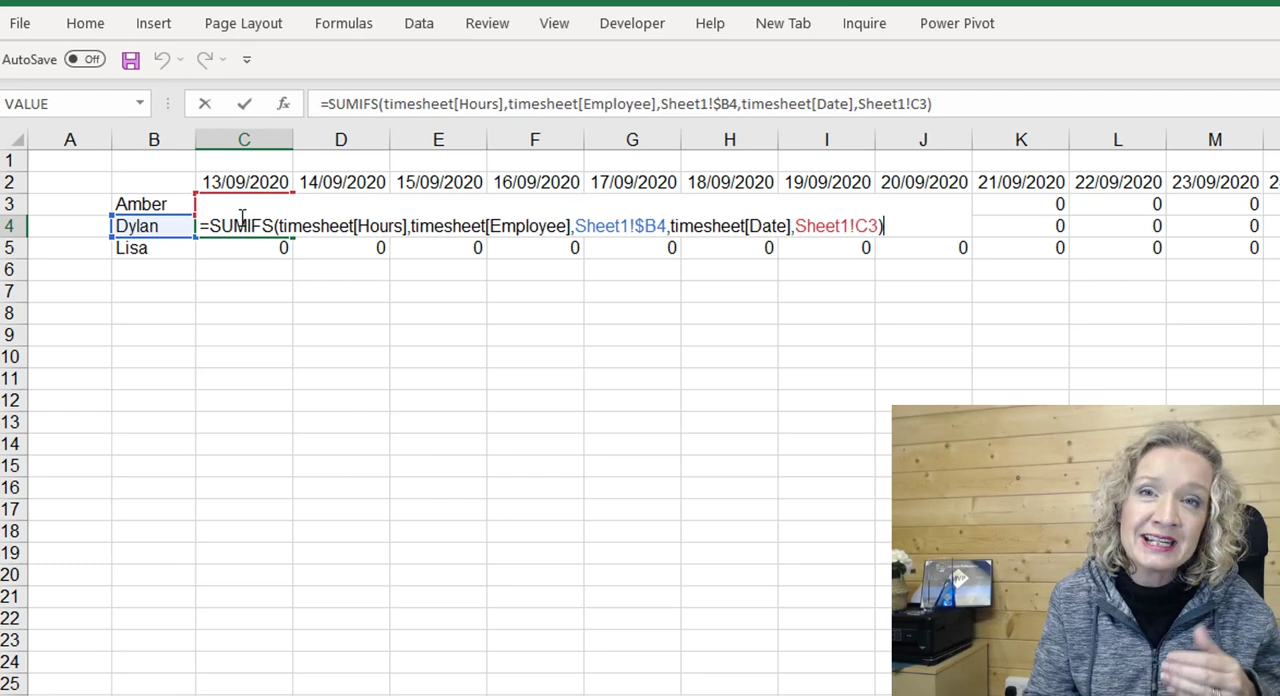 File Home Insert Page Layout Formulas Data Review View Developer Help New Tab Inquire Power Pivot
AutoSave Off
VALUE fx =SUMIFS(timesheet[Hours],timesheet[Employee],Sheet1!$B4,timesheet[Date],Sheet1!C3)
A B C D E F G H I J K L M
1
2 13/09/2020 14/09/2020 15/09/2020 16/09/2020 17/09/2020 18/09/2020 19/09/2020 20/09/2020 21/09/2020 22/09/2020 23/09/2020 2
3 Amber 0 0 0
4 Dylan =SUMIFS(timesheet[Hours],timesheet[Employee],Sheet1!$B4,timesheet[Date],Sheet1!C3) 0 0 0
5 Lisa 0 0 0 0 0 0 0 0 0 0 0
6
7
8
9
10
11
12
13
14
15
16
17
18
19
20
21
22
23
24
25
MVP